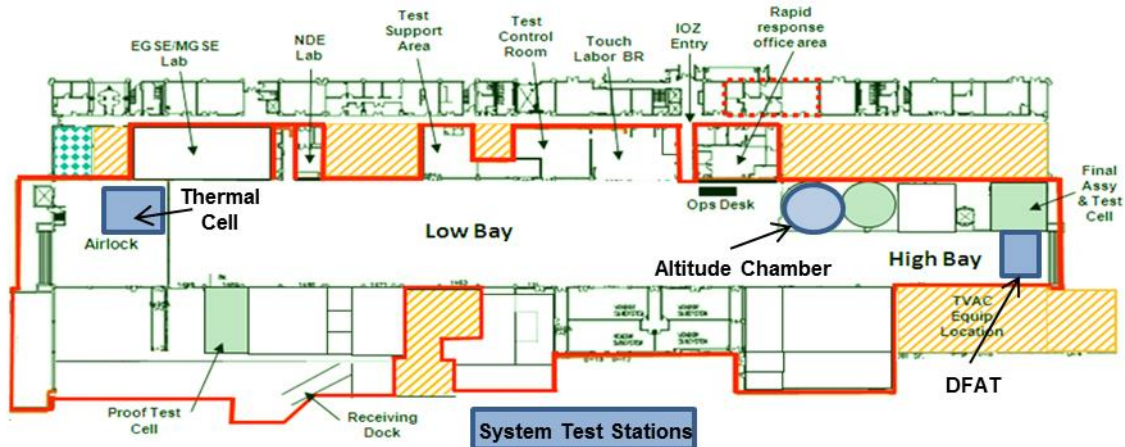 EGSE/MGSE
Lab
NDE
Lab
Test
Support
Area
Test
Control
Room
Touch
Labor BR
IOZ
Entry
Rapid
response
office area
Thermal
Cell
Airlock
Low Bay
Ops Desk
Altitude Chamber
High Bay
Final
Assy
& Test
Cell
TVAC
Equip
Location
DFAT
Proof Test
Cell
Receiving
Dock
System Test Stations